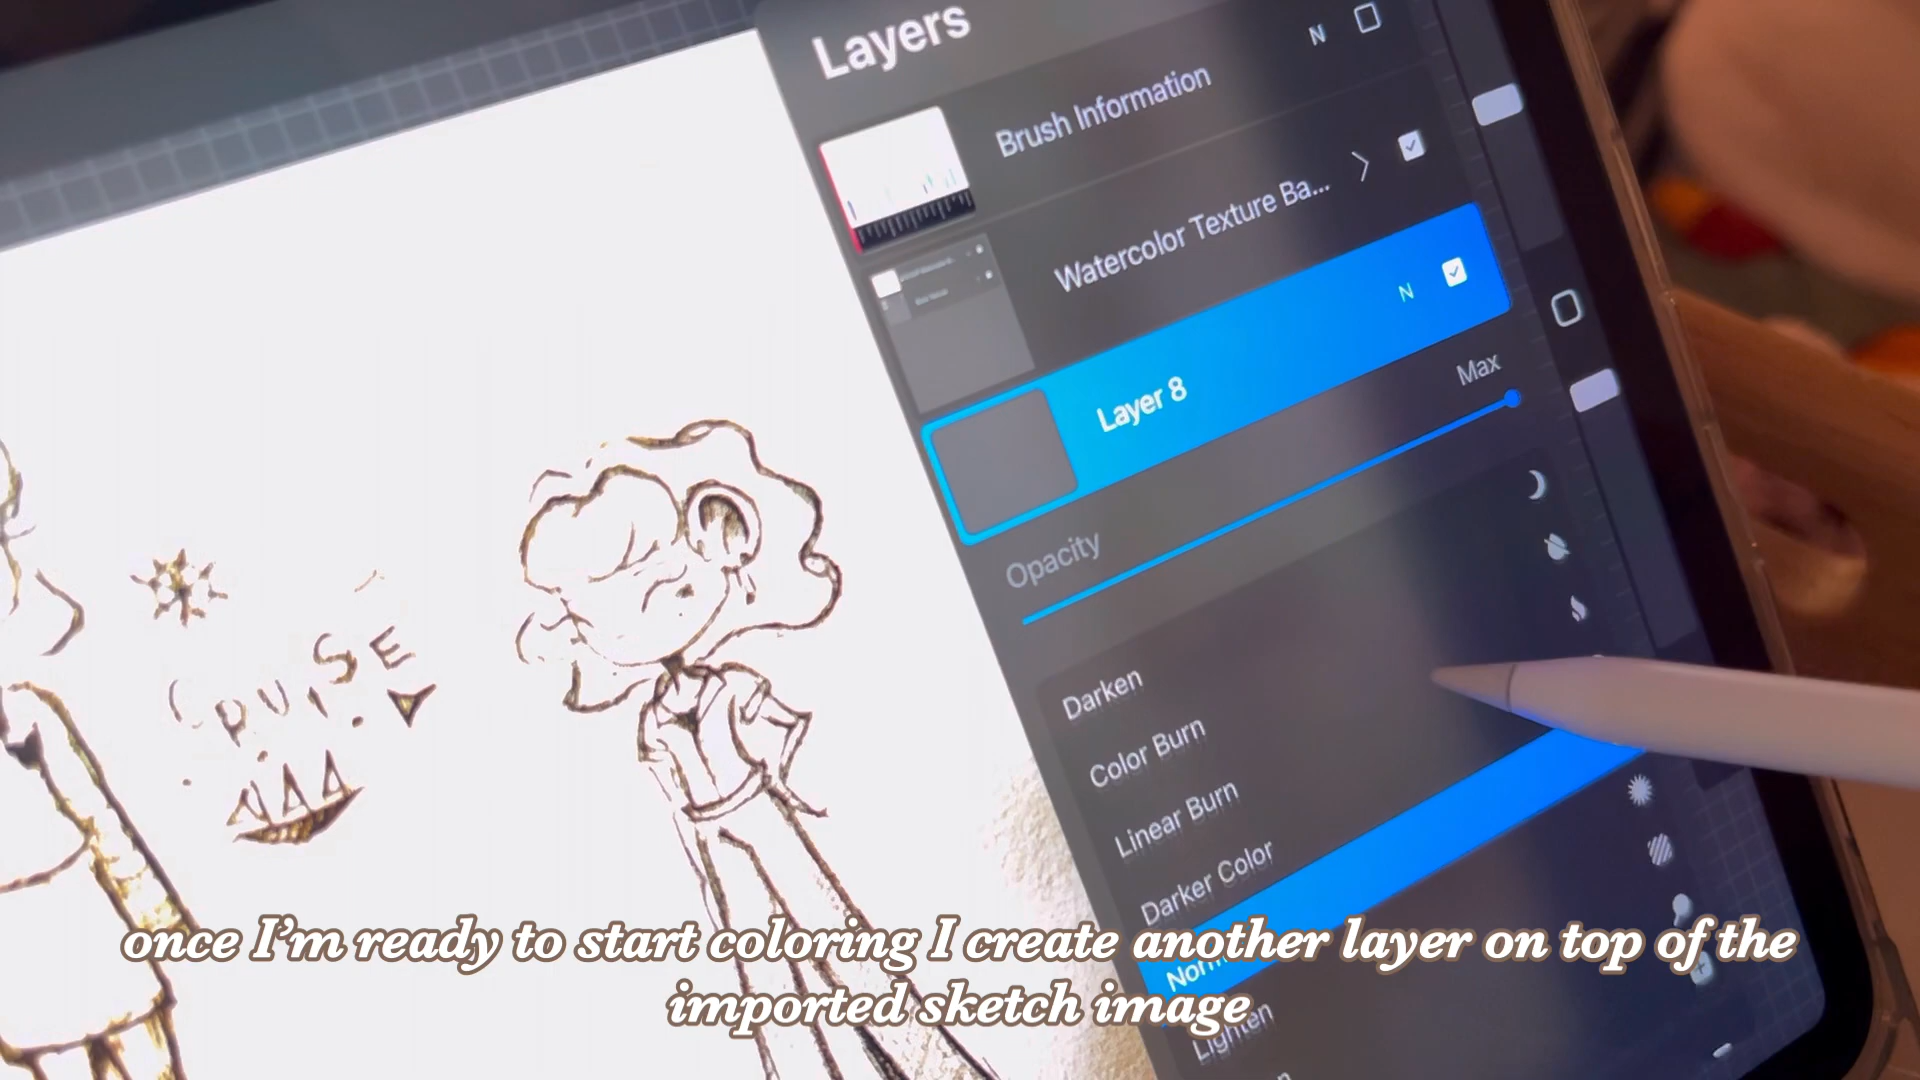 Layers
Brush Information
N
Watercolor Texture Ba...
Layer 8
N
Max
Opacity
Darken
Color Burn
Linear Burn
Darker Color
Lighten
once I'm ready to start coloring I create another layer on top of the
imported sketch image